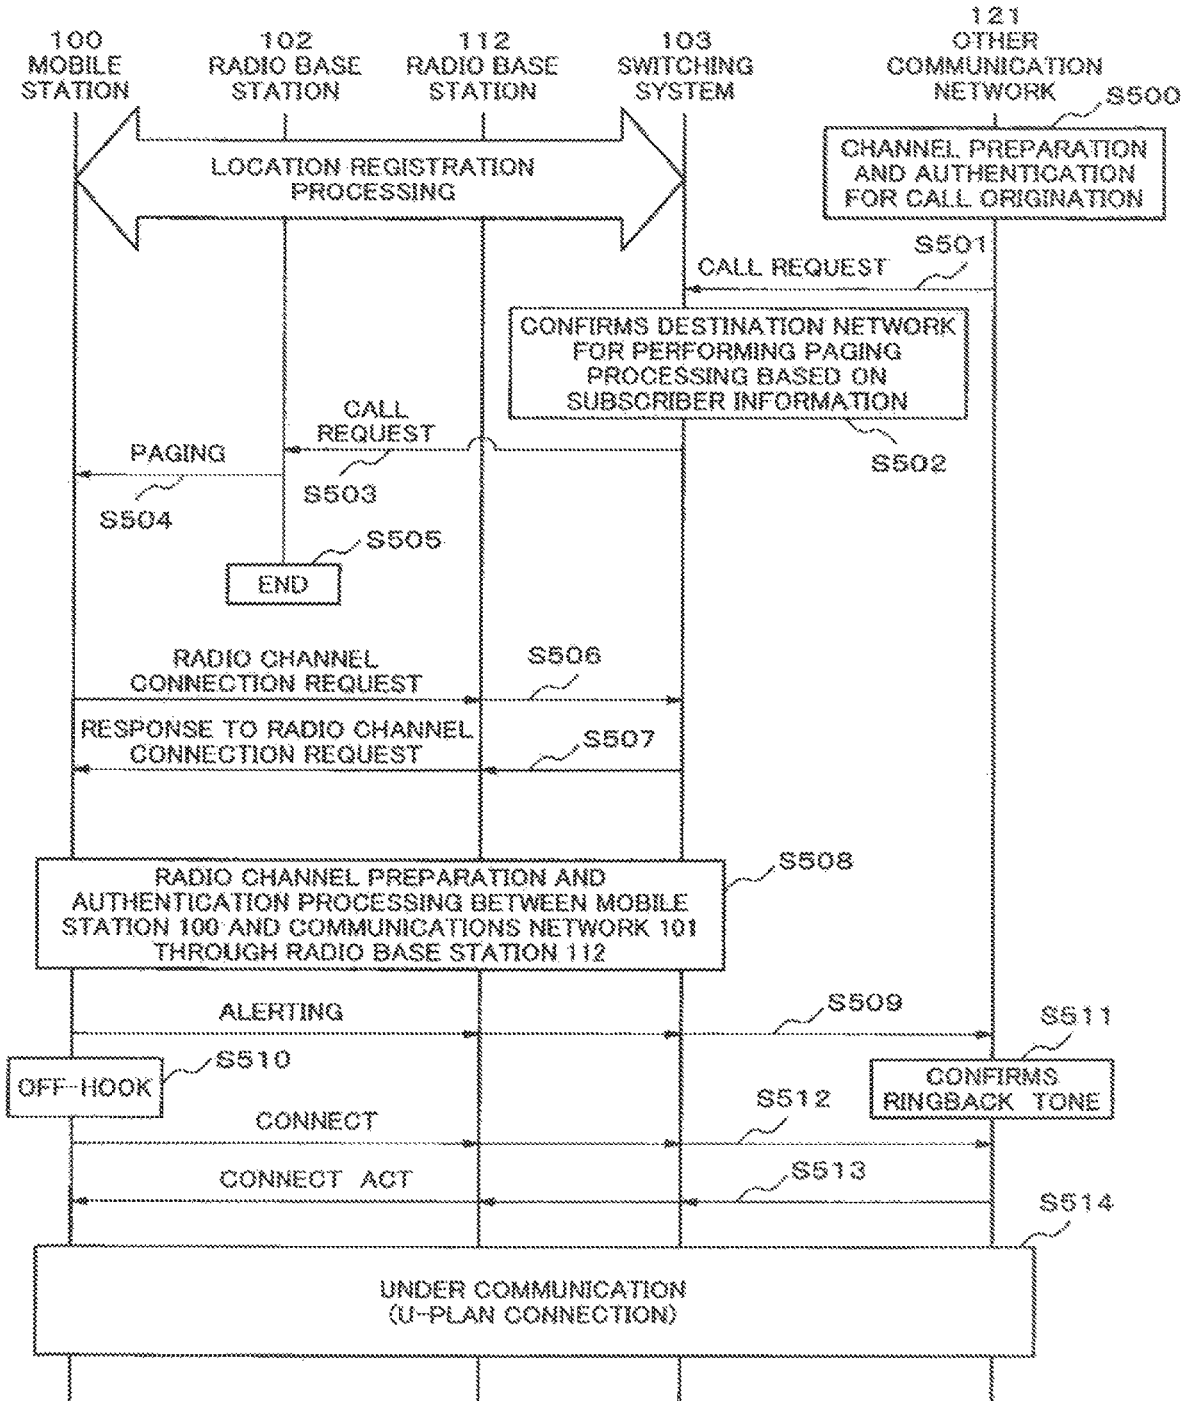 100
MOBILE
STATION
102
RADIO BASE
STATION
112
RADIO BASE
STATION
103
SWITCHING
SYSTEM
121
OTHER
COMMUNICATION
NETWORK
S500
CHANNEL PREPARATION
AND AUTHENTICATION
FOR CALL ORIGINATION
LOCATION REGISTRATION
PROCESSING
S501
CALL REQUEST
CONFIRMS DESTINATION NETWORK
FOR PERFORMING PAGING
PROCESSING BASED ON
SUBSCRIBER INFORMATION
S502
CALL
REQUEST
S503
PAGING
S504
S505
END
RADIO CHANNEL
CONNECTION REQUEST
S506
RESPONSE TO RADIO CHANNEL
CONNECTION REQUEST
S507
S508
RADIO CHANNEL PREPARATION AND
AUTHENTICATION PROCESSING BETWEEN MOBILE
STATION 100 AND COMMUNICATIONS NETWORK 101
THROUGH RADIO BASE STATION 112
ALERTING
S509
S510
OFF-HOOK
S511
CONFIRMS
RINGBACK TONE
CONNECT
S512
CONNECT ACT
S513
S514
UNDER COMMUNICATION
(U-PLAN CONNECTION)